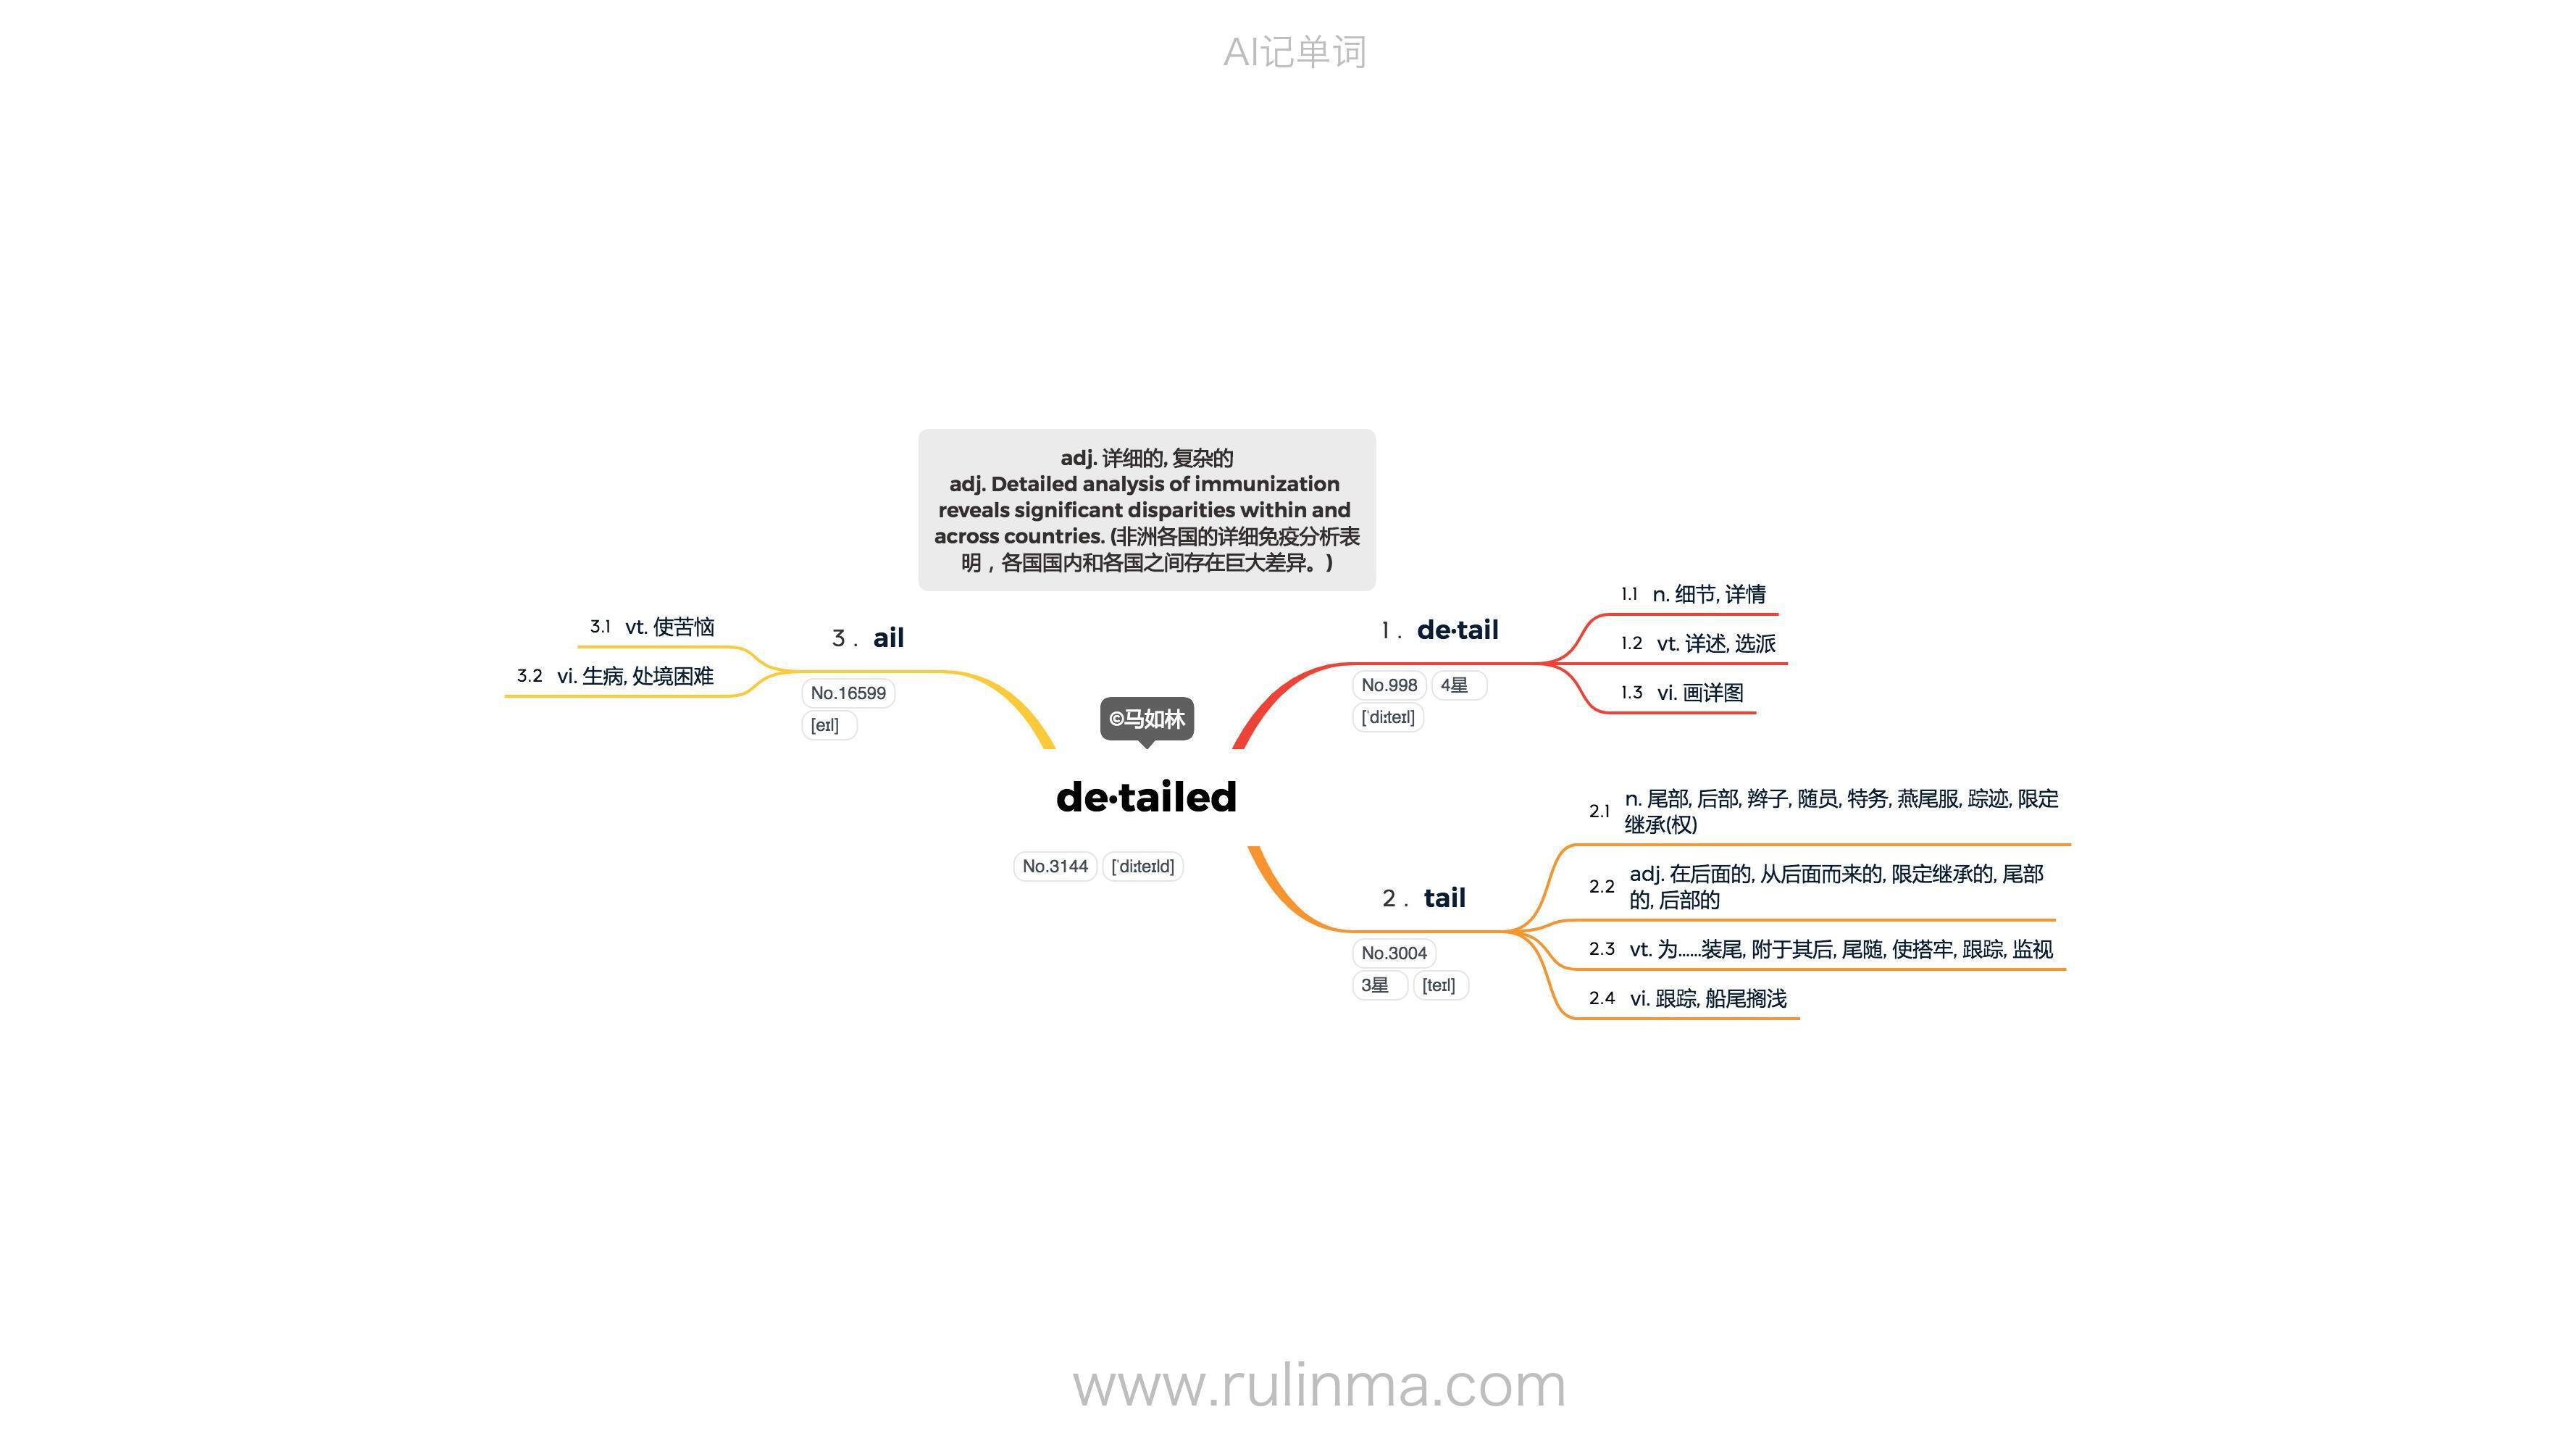 AI记单词
adj. 详细的, 复杂的
adj. Detailed analysis of immunization
reveals significant disparities within and
across countries. (非洲各国的详细免疫分析表
明，各国国内和各国之间存在巨大差异。)
©马如林
de·tailed
No.3144 [ˈdiːteɪld]
1. de·tail
No.998 4星
[ˈdiːteɪl]
1.1 n. 细节, 详情
1.2 vt. 详述, 选派
1.3 vi. 画详图
2. tail
No.3004
3星 [teɪl]
2.1 n. 尾部, 后部, 辫子, 随员, 特务, 燕尾服, 踪迹, 限定
继承(权)
2.2 adj. 在后面的, 从后面而来的, 限定继承的, 尾部
的, 后部的
2.3 vt. 为......装尾, 附于其后, 尾随, 使搭牢, 跟踪, 监视
2.4 vi. 跟踪, 船尾搁浅
3. ail
No.16599
[eɪl]
3.1 vt. 使苦恼
3.2 vi. 生病, 处境困难
www.rulinma.com